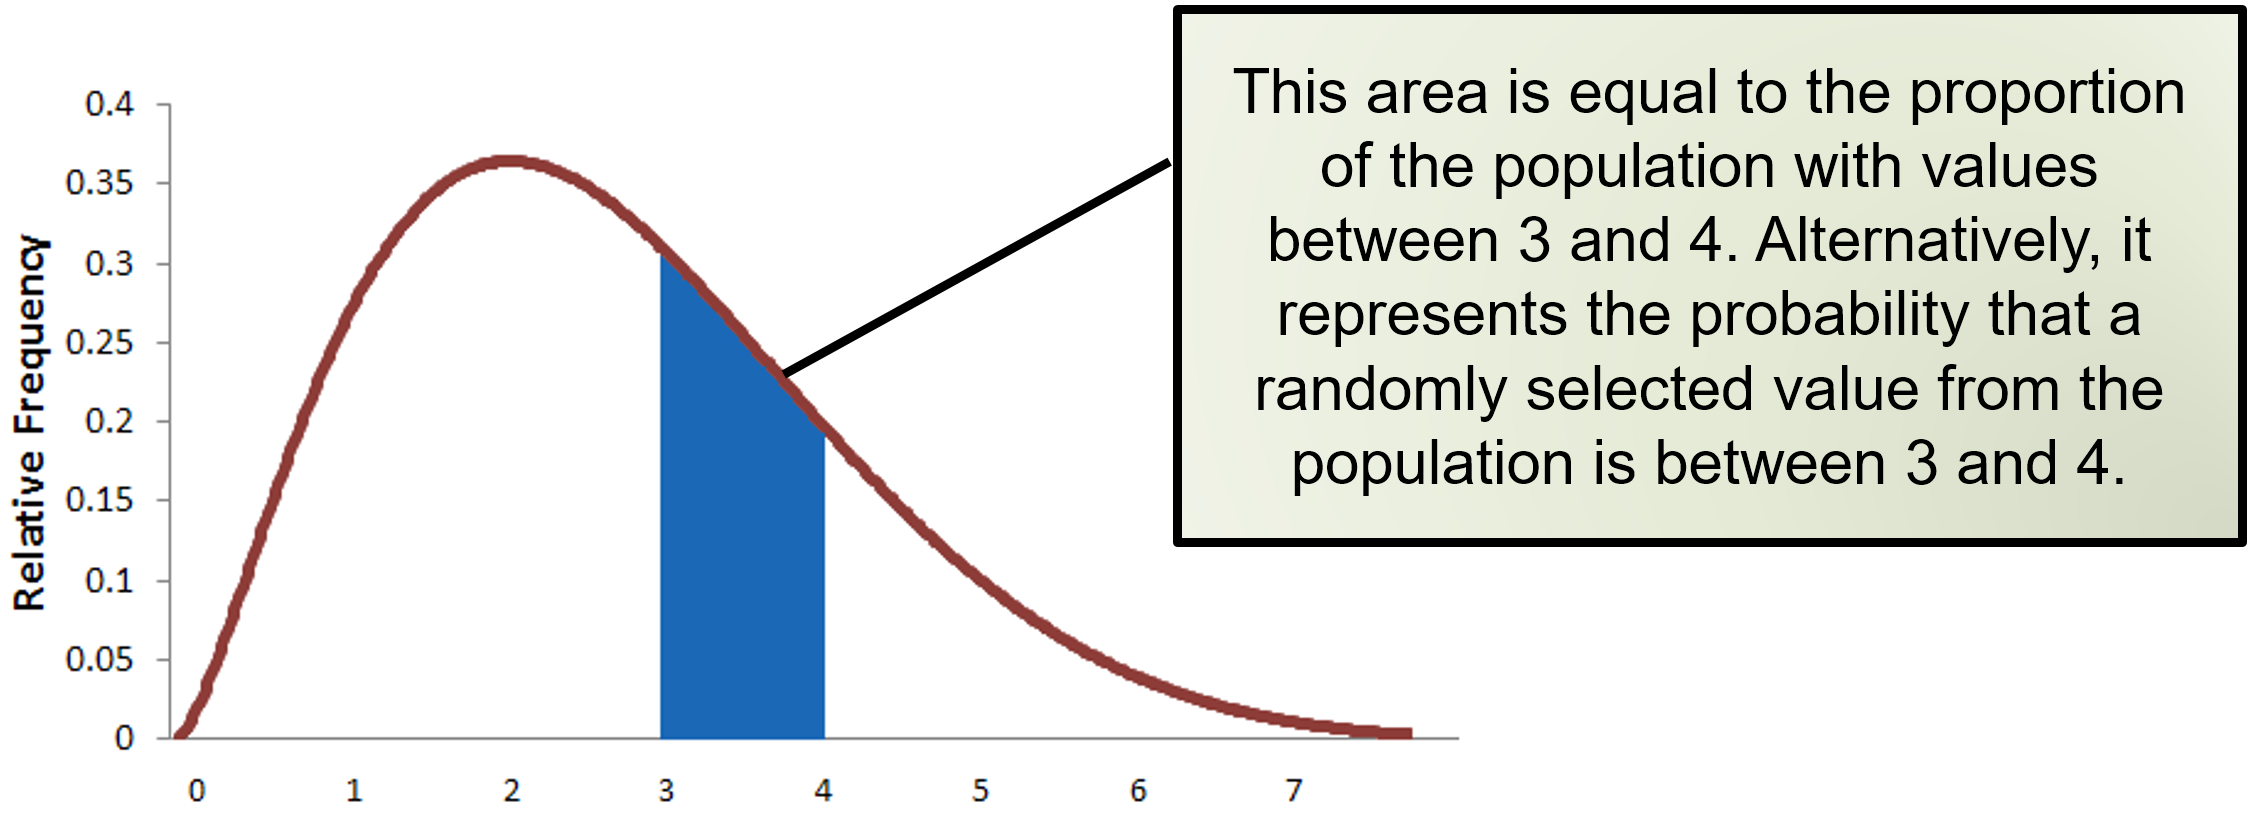 This area is equal to the proportion
of the population with values
between 3 and 4. Alternatively, it
represents the probability that a
randomly selected value from the
population is between 3 and 4.
Relative Frequency
0.4
0.35
0.3
0.25
0.2
0.15
0.1
0.05
0
0 1 2 3 4 5 6 7